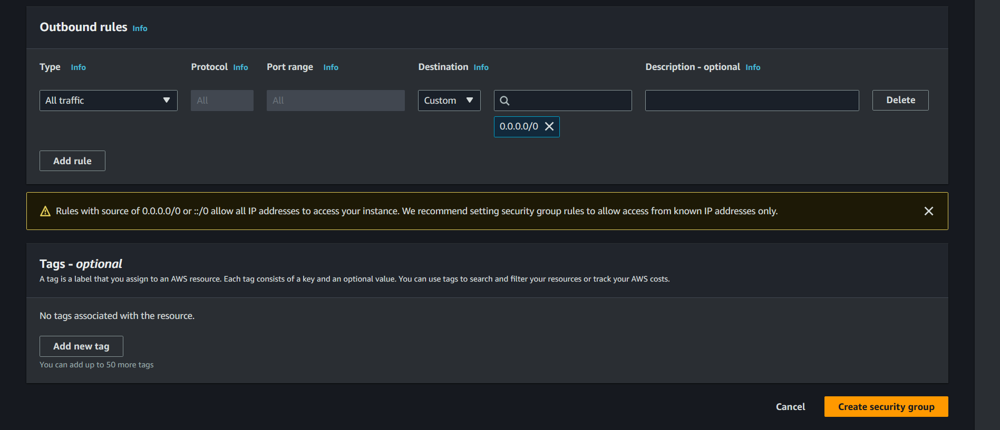 Outbound rules Info
Type Info Protocol Info Port range Info Destination Info Description - optional Info
All traffic All All Custom Delete
0.0.0.0/0
Add rule
Rules with source of 0.0.0.0/0 or ::/0 allow all IP addresses to access your instance. We recommend setting security group rules to allow access from known IP addresses only.
Tags - optional
A tag is a label that you assign to an AWS resource. Each tag consists of a key and an optional value. You can use tags to search and filter your resources or track your AWS costs.
No tags associated with the resource.
Add new tag
You can add up to 50 more tags
Cancel Create security group